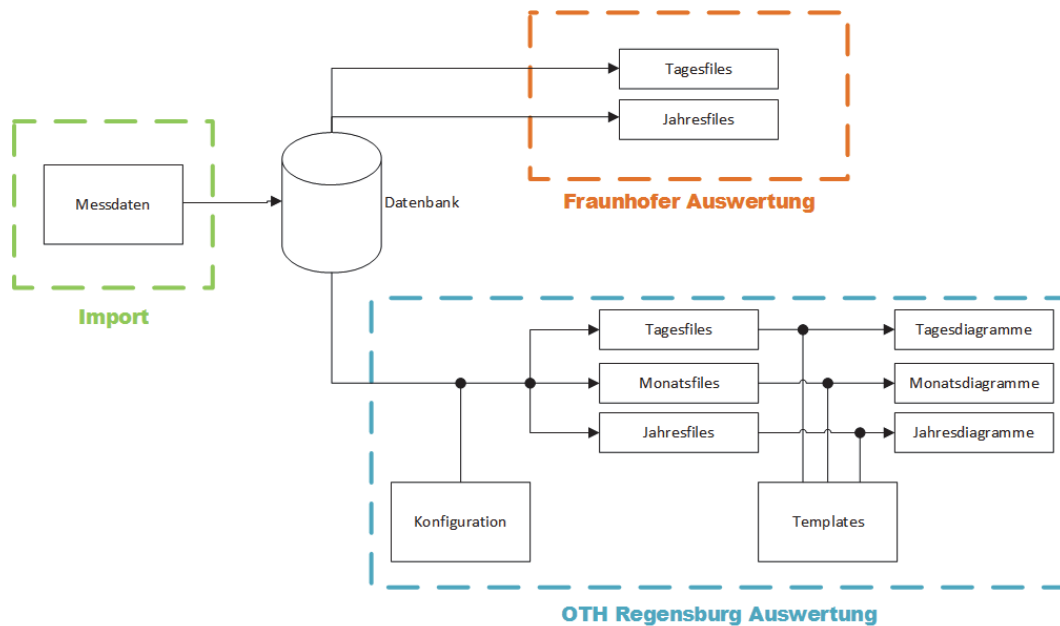 Tagesfiles
Jahresfiles
Fraunhofer Auswertung
Messdaten
Datenbank
Import
Tagesfiles
Tagesdiagramme
Monatsfiles
Monatsdiagramme
Jahresfiles
Jahresdiagramme
Konfiguration
Templates
OTH Regensburg Auswertung